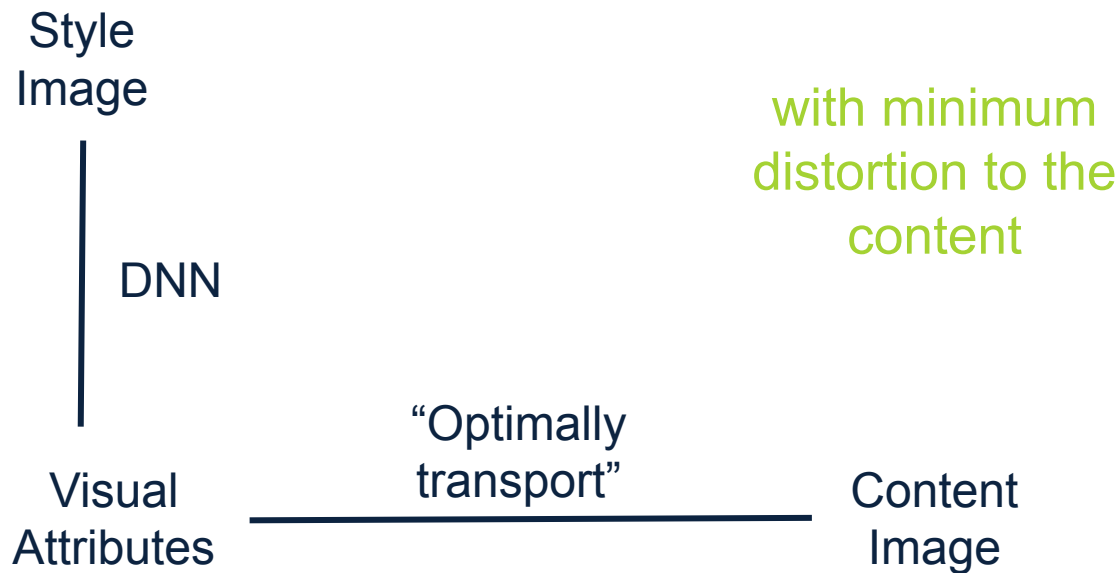 Style
Image
with minimum
distortion to the
content
DNN
“Optimally
transport”
Visual
Attributes
Content
Image